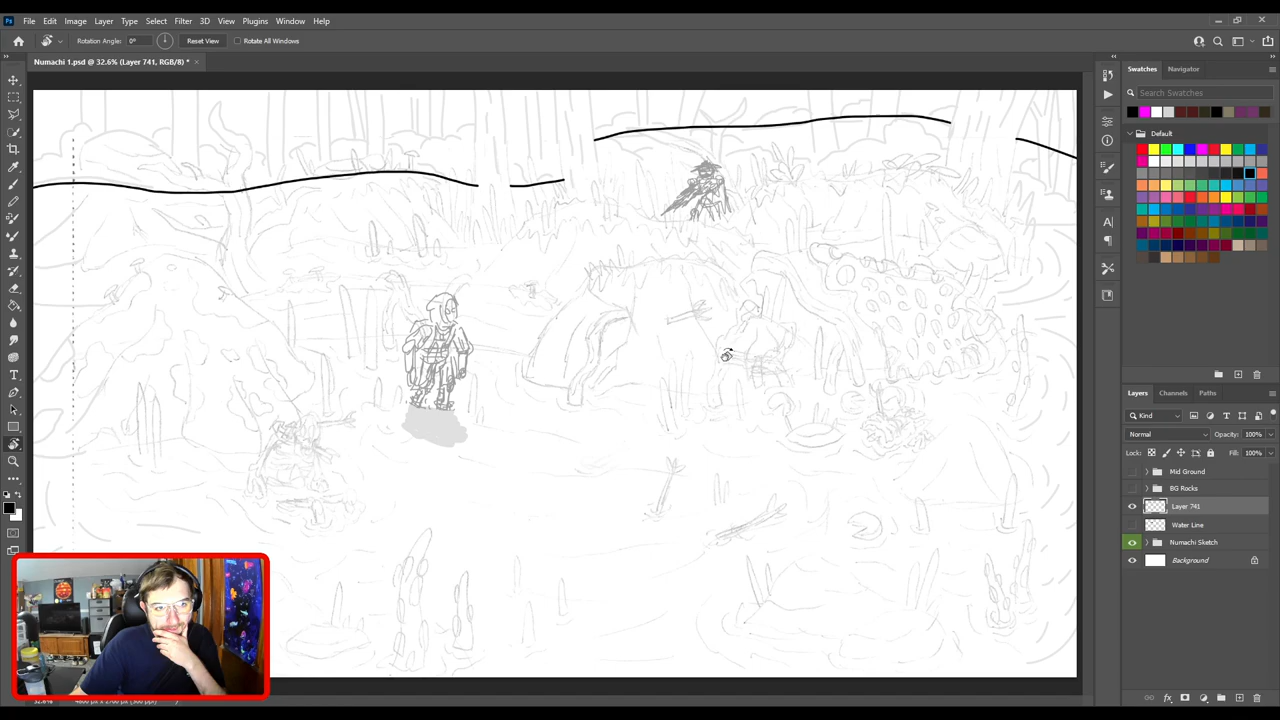 Ps File Edit Image Layer Type Select Filter 3D View Plugins Window Help
Rotation Angle: 0° Reset View Rotate All Windows
Numachi 1.psd @ 32.6% (Layer 741, RGB/8) * ×
Swatches Navigator
Search Swatches
Default
Layers Channels Paths
Kind
Normal Opacity: 100%
Lock: Fill: 100%
Mid Ground
BG Rocks
Layer 741
Water Line
Numachi Sketch
Background